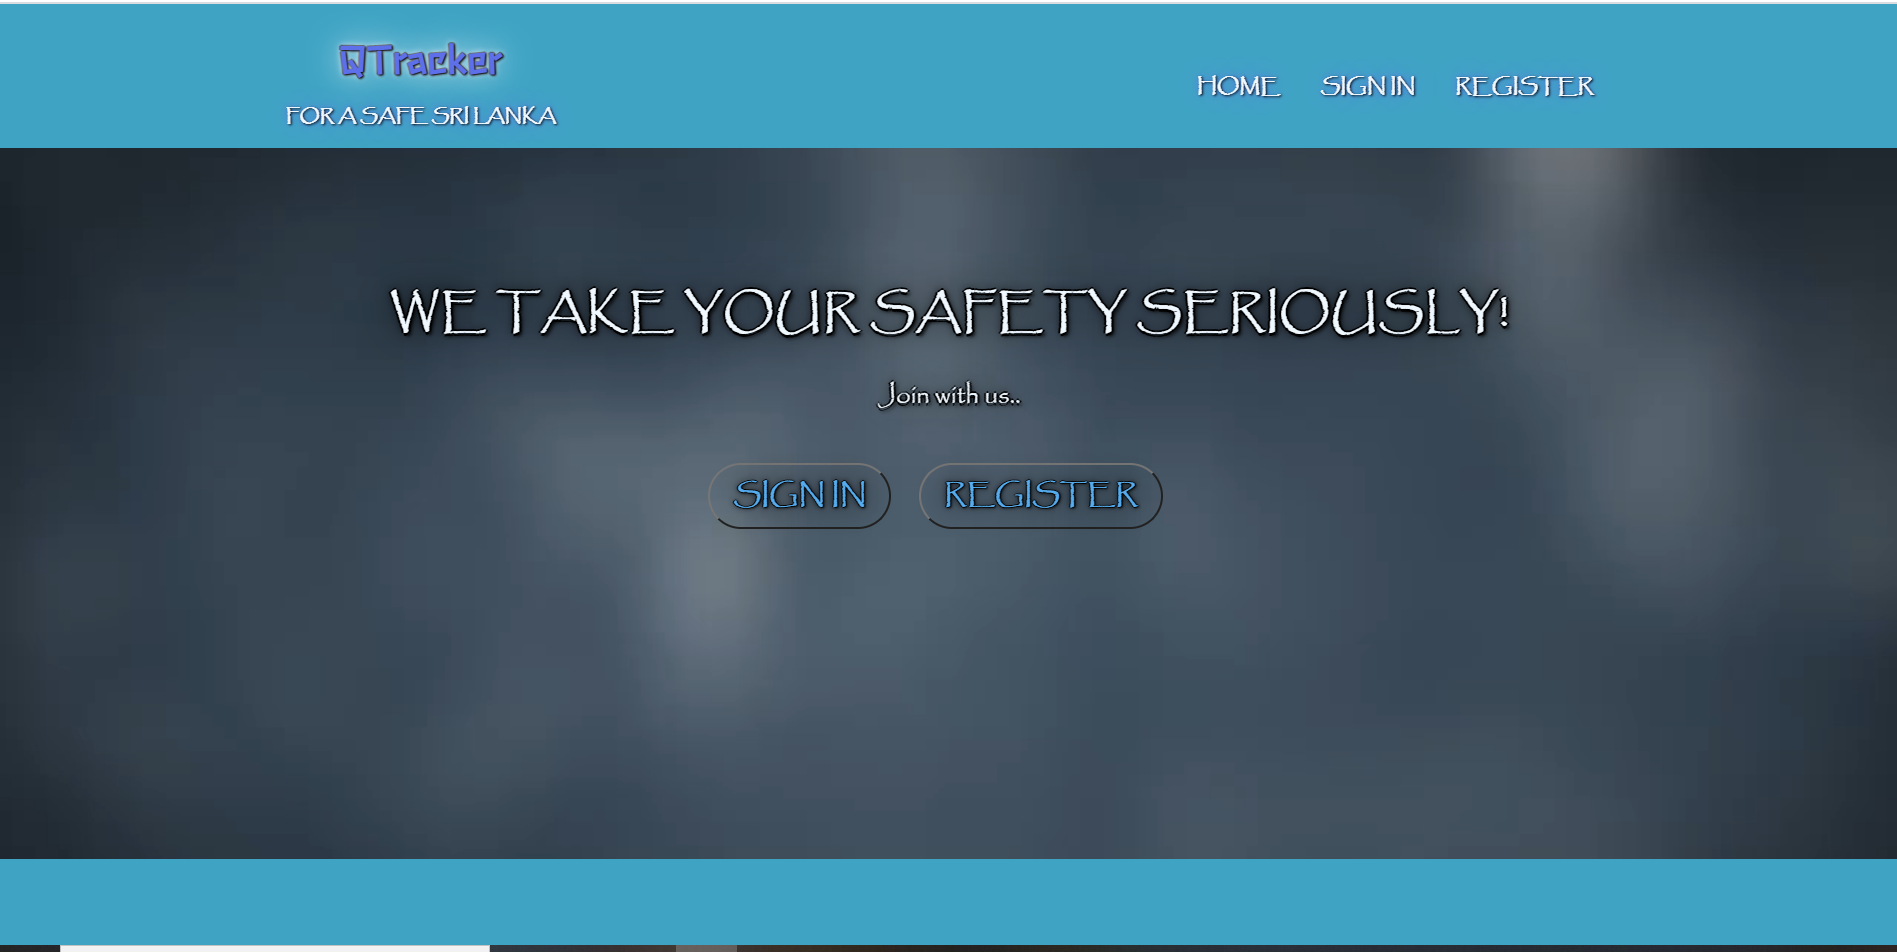 QTracker
FOR A SAFE SRI LANKA
HOME SIGN IN REGISTER
WE TAKE YOUR SAFETY SERIOUSLY!
Join with us..
SIGN IN REGISTER